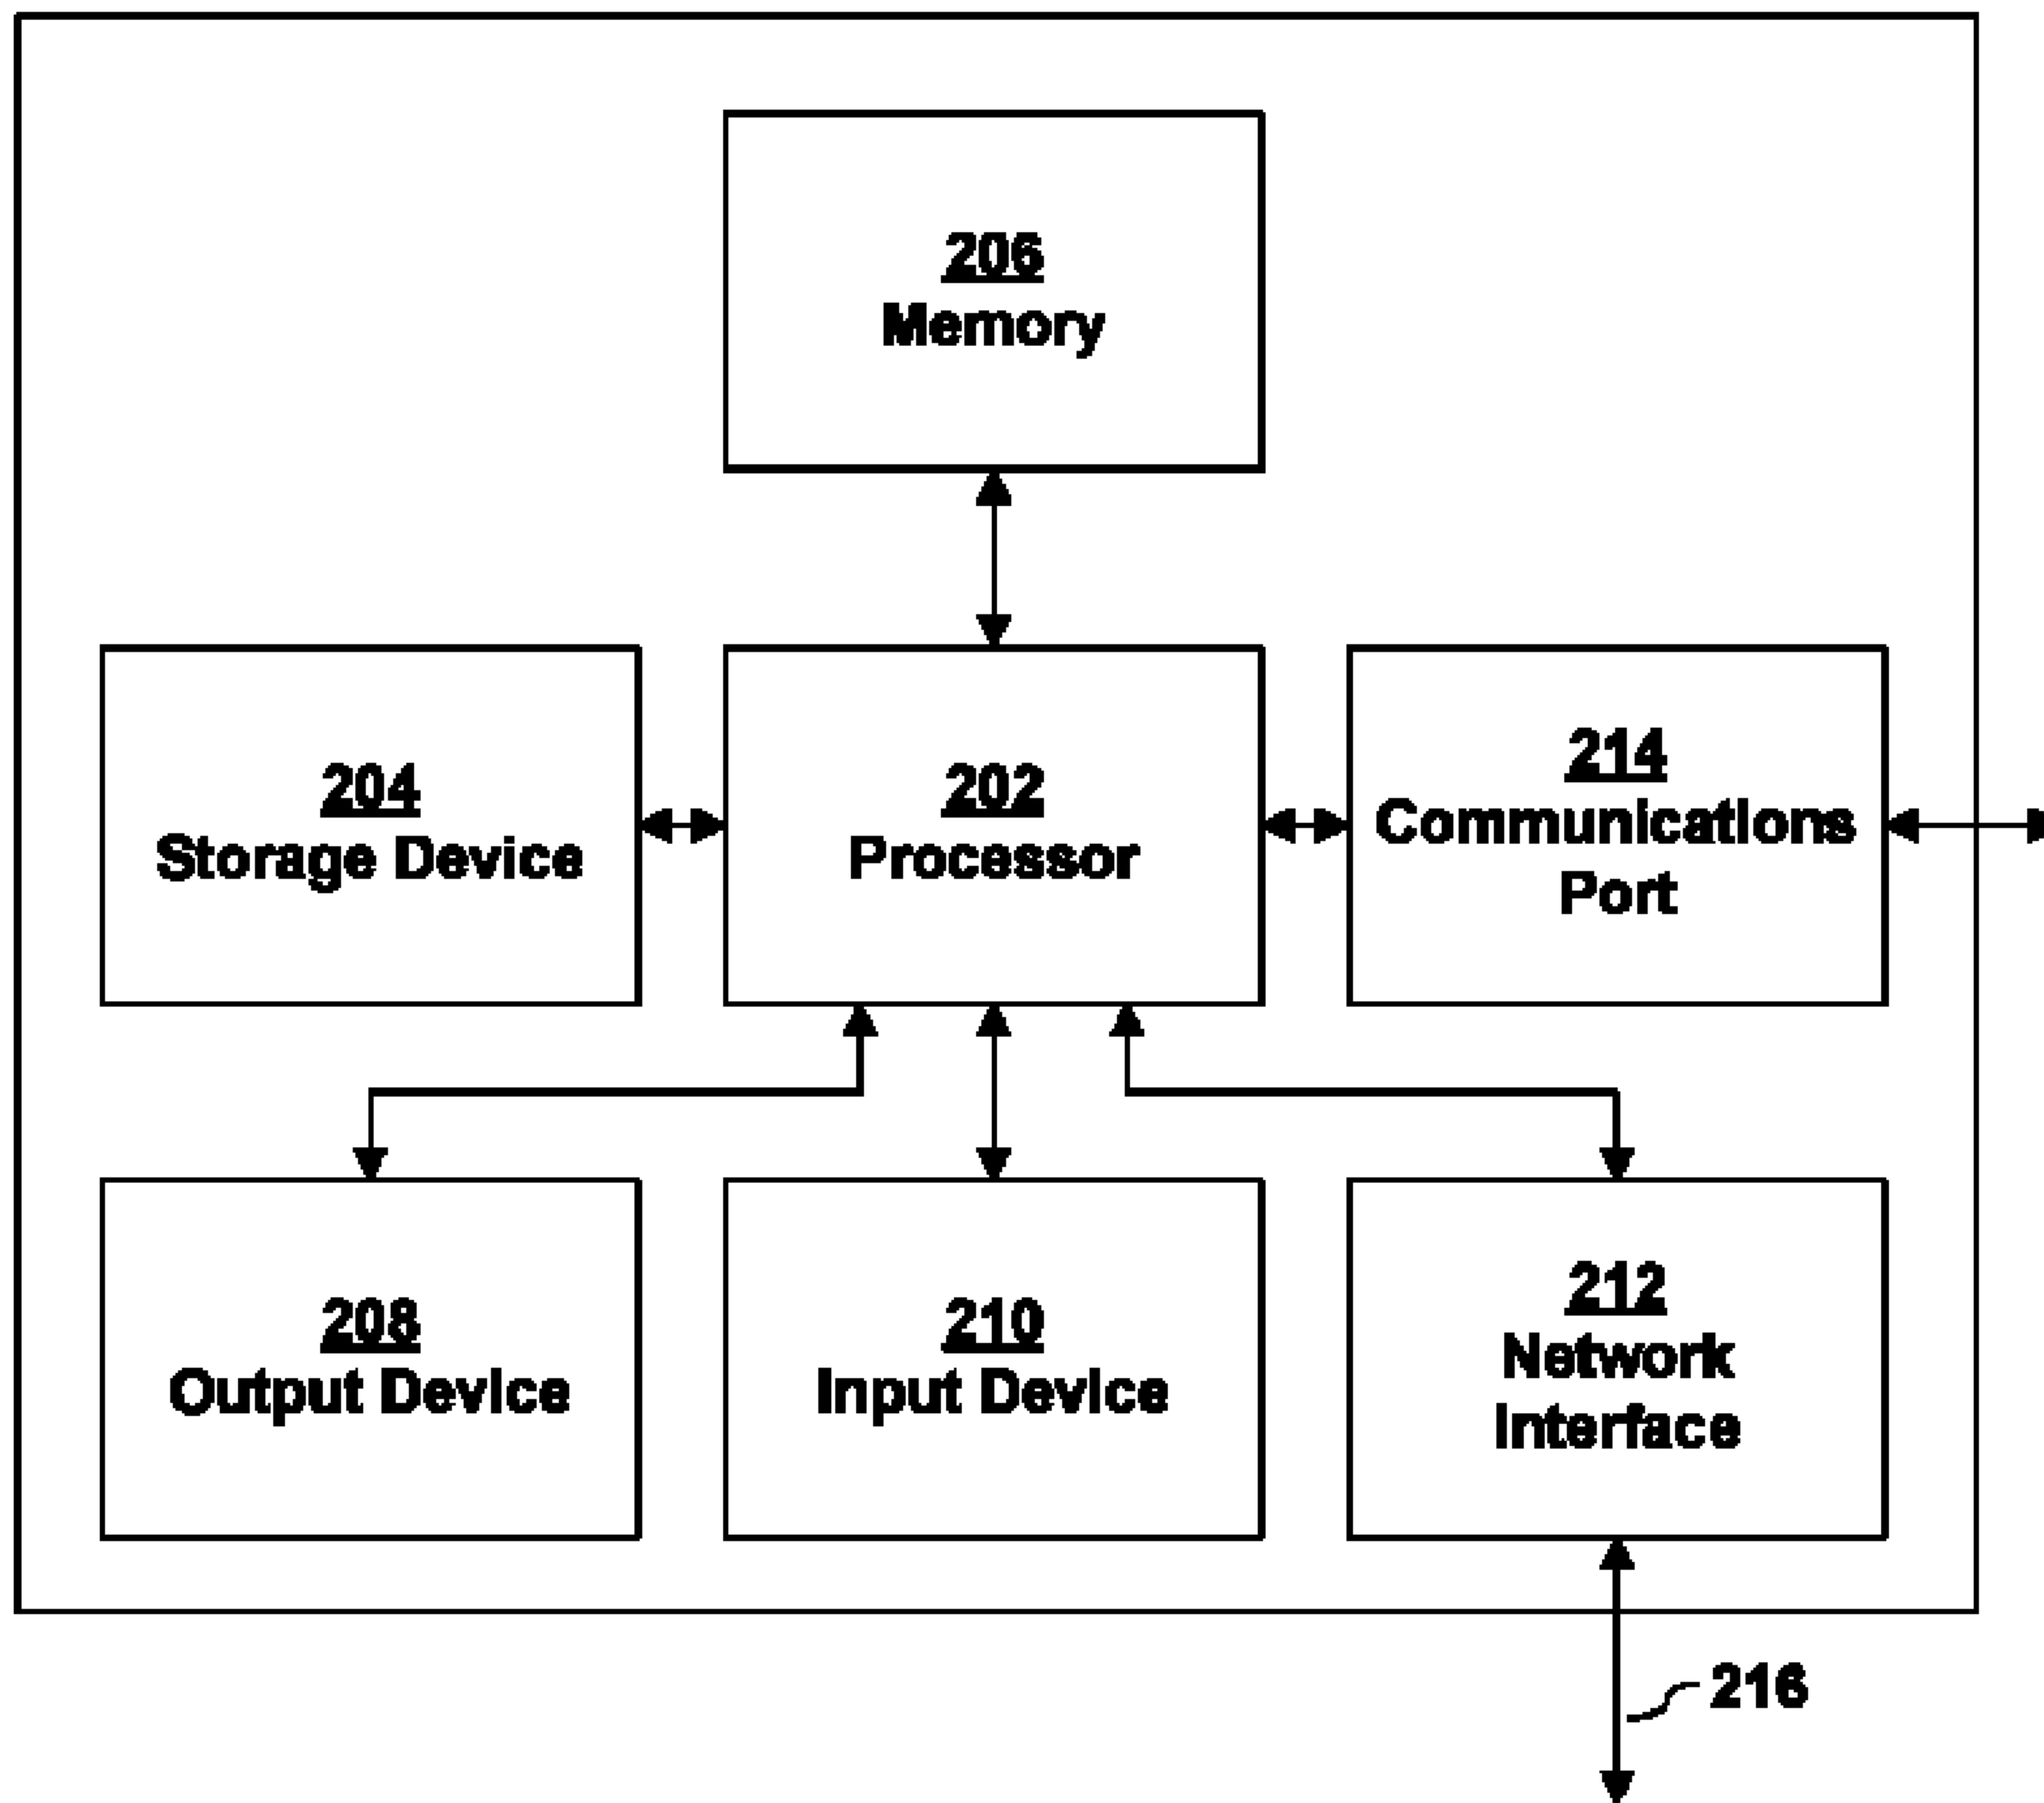 206
Memory
204
Storage Device
202
Processor
214
Communications
Port
208
Output Device
210
Input Device
212
Network
Interface
216